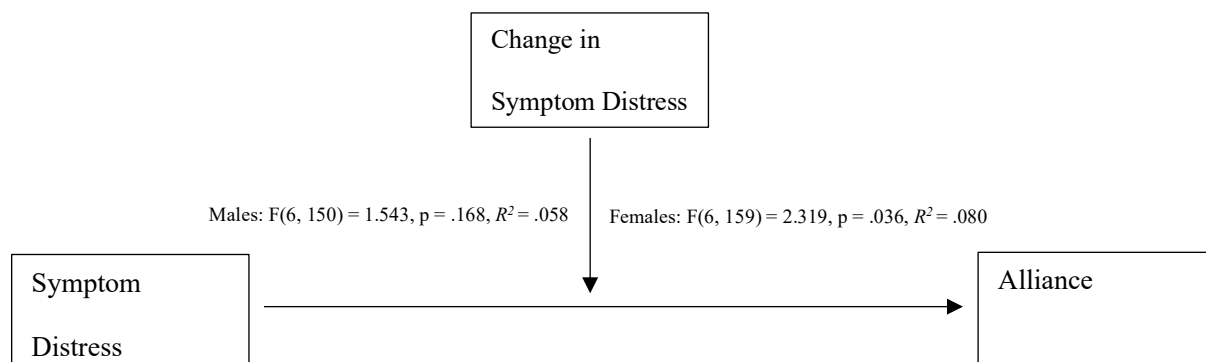 Change in
Symptom Distress
Males: F(6, 150) = 1.543, p = .168, R² = .058
Females: F(6, 159) = 2.319, p = .036, R² = .080
Symptom
Distress
Alliance